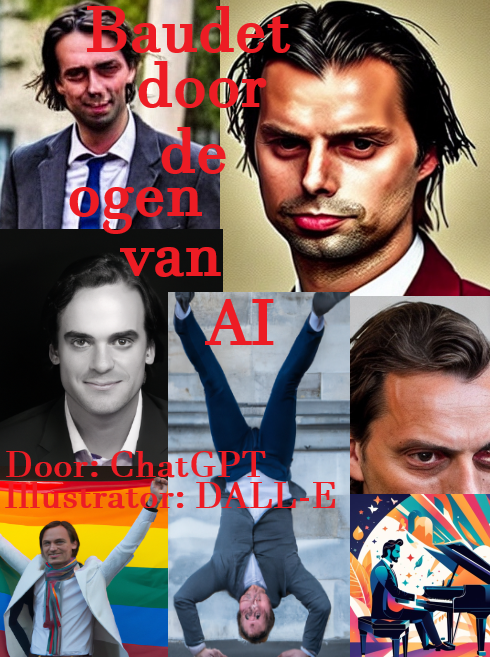 Baudet
door
de
ogen
van
AI
Door: ChatGPT
Illustrator: DALL-E